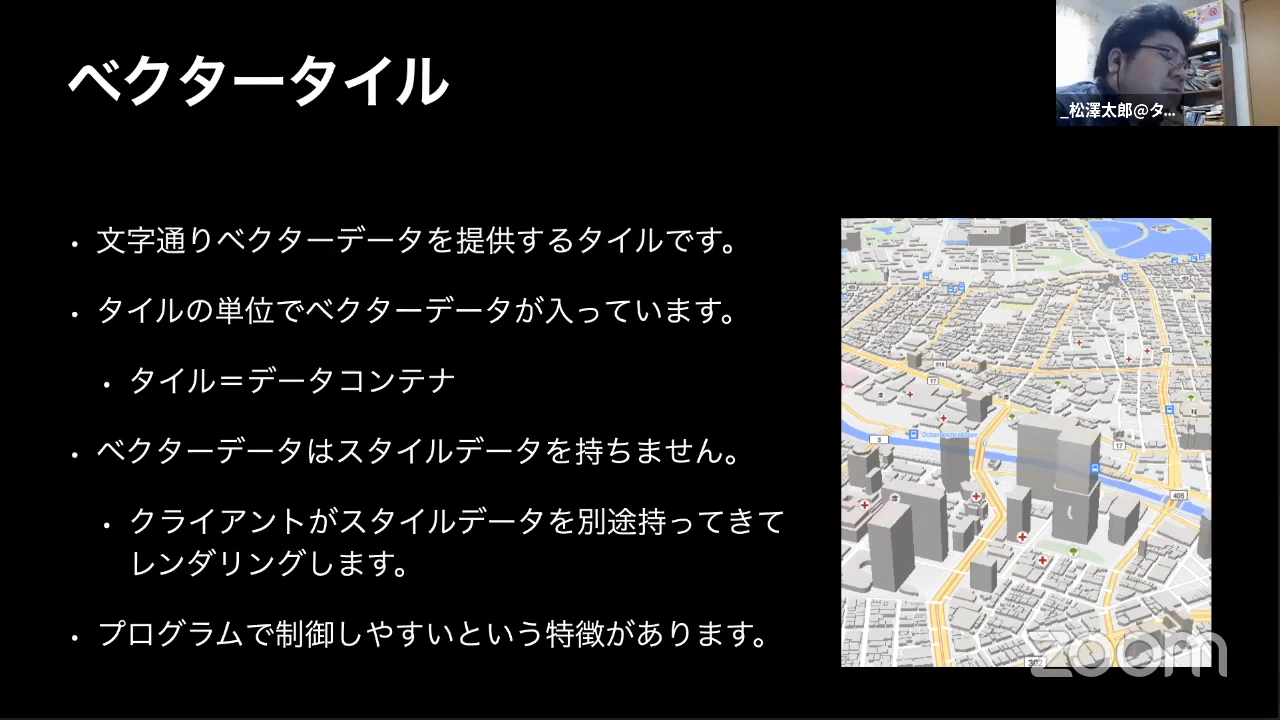 ベクタータイル
_松澤太郎@タ...
• 文字通りベクターデータを提供するタイルです。
• タイルの単位でベクターデータが入っています。
• タイル＝データコンテナ
• ベクターデータはスタイルデータを持ちません。
• クライアントがスタイルデータを別途持ってきて
レンダリングします。
• プログラムで制御しやすいという特徴があります。
17
3
17
405
302
zoom